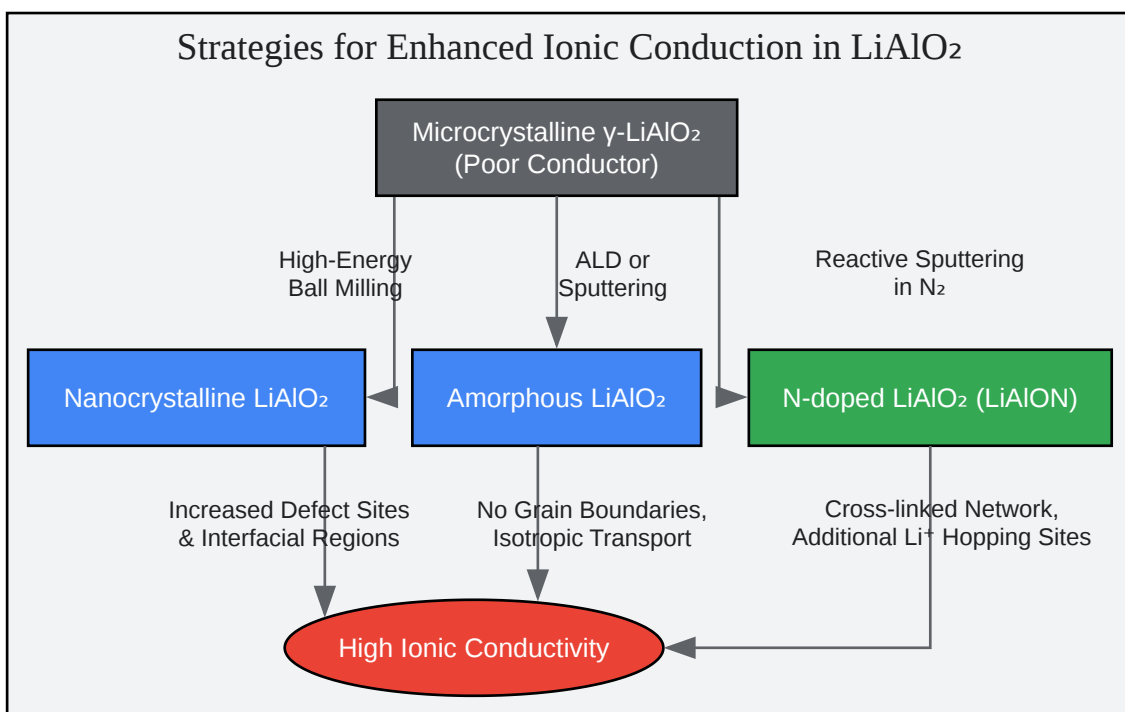 Strategies for Enhanced Ionic Conduction in LiAlO₂
Microcrystalline γ-LiAlO₂
(Poor Conductor)
High-Energy
Ball Milling
ALD or
Sputtering
Reactive Sputtering
in N₂
Nanocrystalline LiAlO₂
Amorphous LiAlO₂
N-doped LiAlO₂ (LiAlON)
Increased Defect Sites
& Interfacial Regions
No Grain Boundaries,
Isotropic Transport
Cross-linked Network,
Additional Li⁺ Hopping Sites
High Ionic Conductivity